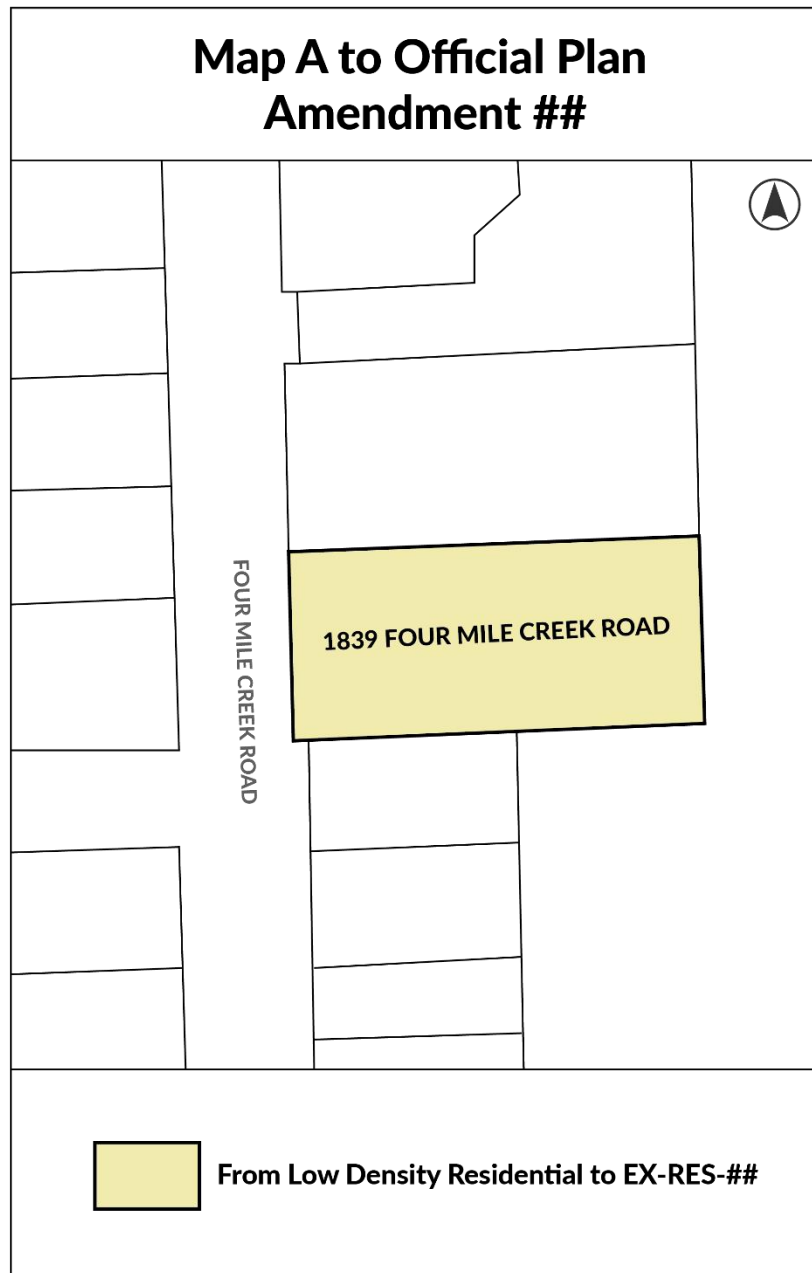 Map A to Official Plan
Amendment ##
FOUR MILE CREEK ROAD
1839 FOUR MILE CREEK ROAD
From Low Density Residential to EX-RES-##